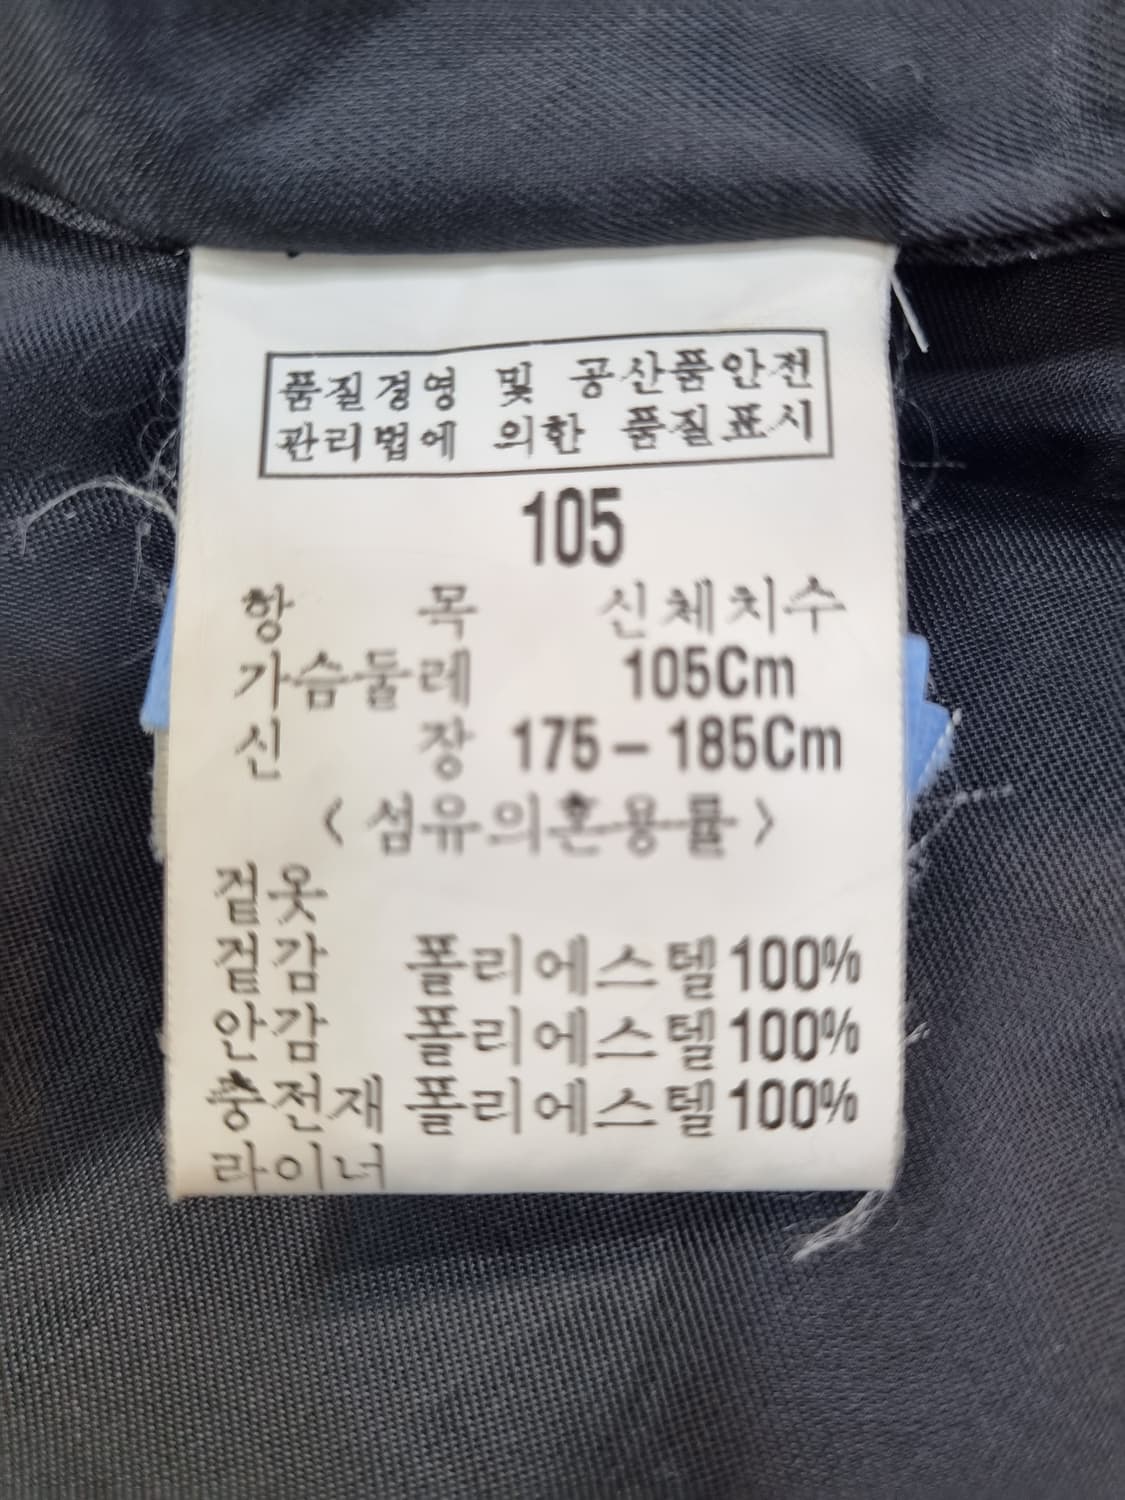 품질경영 및 공산품안전
관리법에 의한 품질표시
105
항 목 신체치수
가슴둘레 105Cm
신 장 175-185Cm
<섬유의혼용률>
겉옷
겉감 폴리에스텔100%
안감 폴리에스텔100%
충전재 폴리에스텔100%
라이너